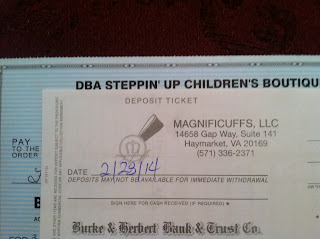 DBA STEPPIN' UP CHILDREN'S BOUTIQU
DEPOSIT TICKET
MAGNIFICUFFS, LLC
14658 Gap Way, Suite 141
Haymarket, VA 20169
(571) 336-2371
PAY
TO THE
ORDER
DATE 2/28/14
DEPOSITS MAY NOT BE AVAILABLE FOR IMMEDIATE WITHDRAWAL
SIGN HERE FOR CASH RECEIVED (IF REQUIRED) *
Burke & Herbert Bank & Trust Co.